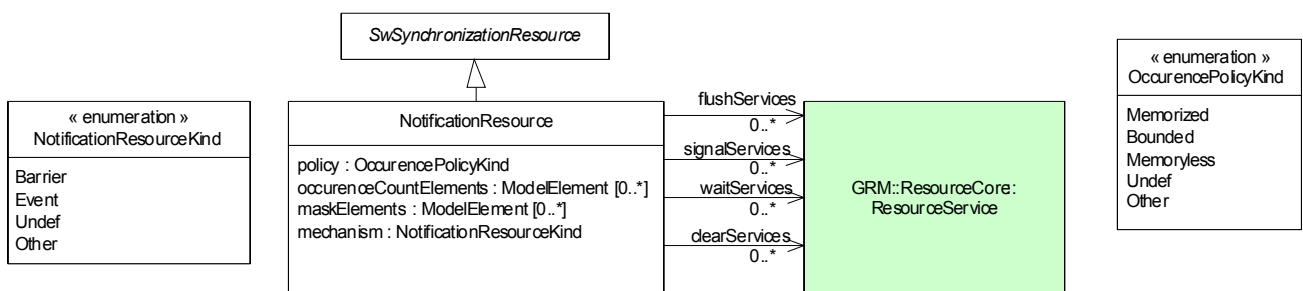 SwSynchronizationResource
« enumeration »
NotificationResourceKind
Barrier
Event
Undef
Other
NotificationResource
policy : OccurencePolicyKind
occurenceCountElements : ModelElement [0..*]
maskElements : ModelElement [0..*]
mechanism : NotificationResourceKind
flushServices
0..*
signalServices
0..*
waitServices
0..*
clearServices
0..*
GRM::ResourceCore:
ResourceService
« enumeration »
OccurencePolicyKind
Memorized
Bounded
Memoryless
Undef
Other